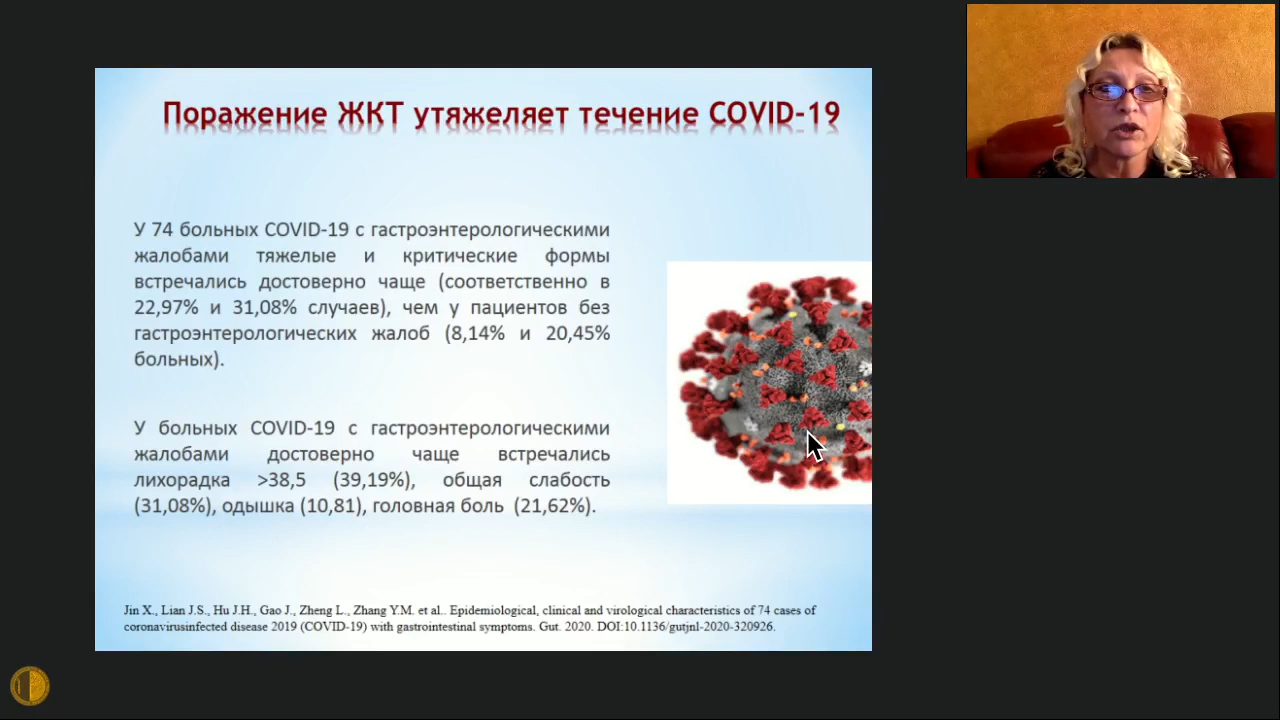 Поражение ЖКТ утяжеляет течение COVID-19
У 74 больных COVID-19 с гастроэнтерологическими
жалобами тяжелые и критические формы
встречались достоверно чаще (соответственно в
22,97% и 31,08% случаев), чем у пациентов без
гастроэнтерологических жалоб (8,14% и 20,45%
больных).
У больных COVID-19 с гастроэнтерологическими
жалобами достоверно чаще встречались
лихорадка >38,5 (39,19%), общая слабость
(31,08%), одышка (10,81), головная боль (21,62%).
Jin X., Lian J.S., Hu J.H., Gao J., Zheng L., Zhang Y.M. et al.. Epidemiological, clinical and virological characteristics of 74 cases of
coronavirusinfected disease 2019 (COVID-19) with gastrointestinal symptoms. Gut. 2020. DOI:10.1136/gutjnl-2020-320926.